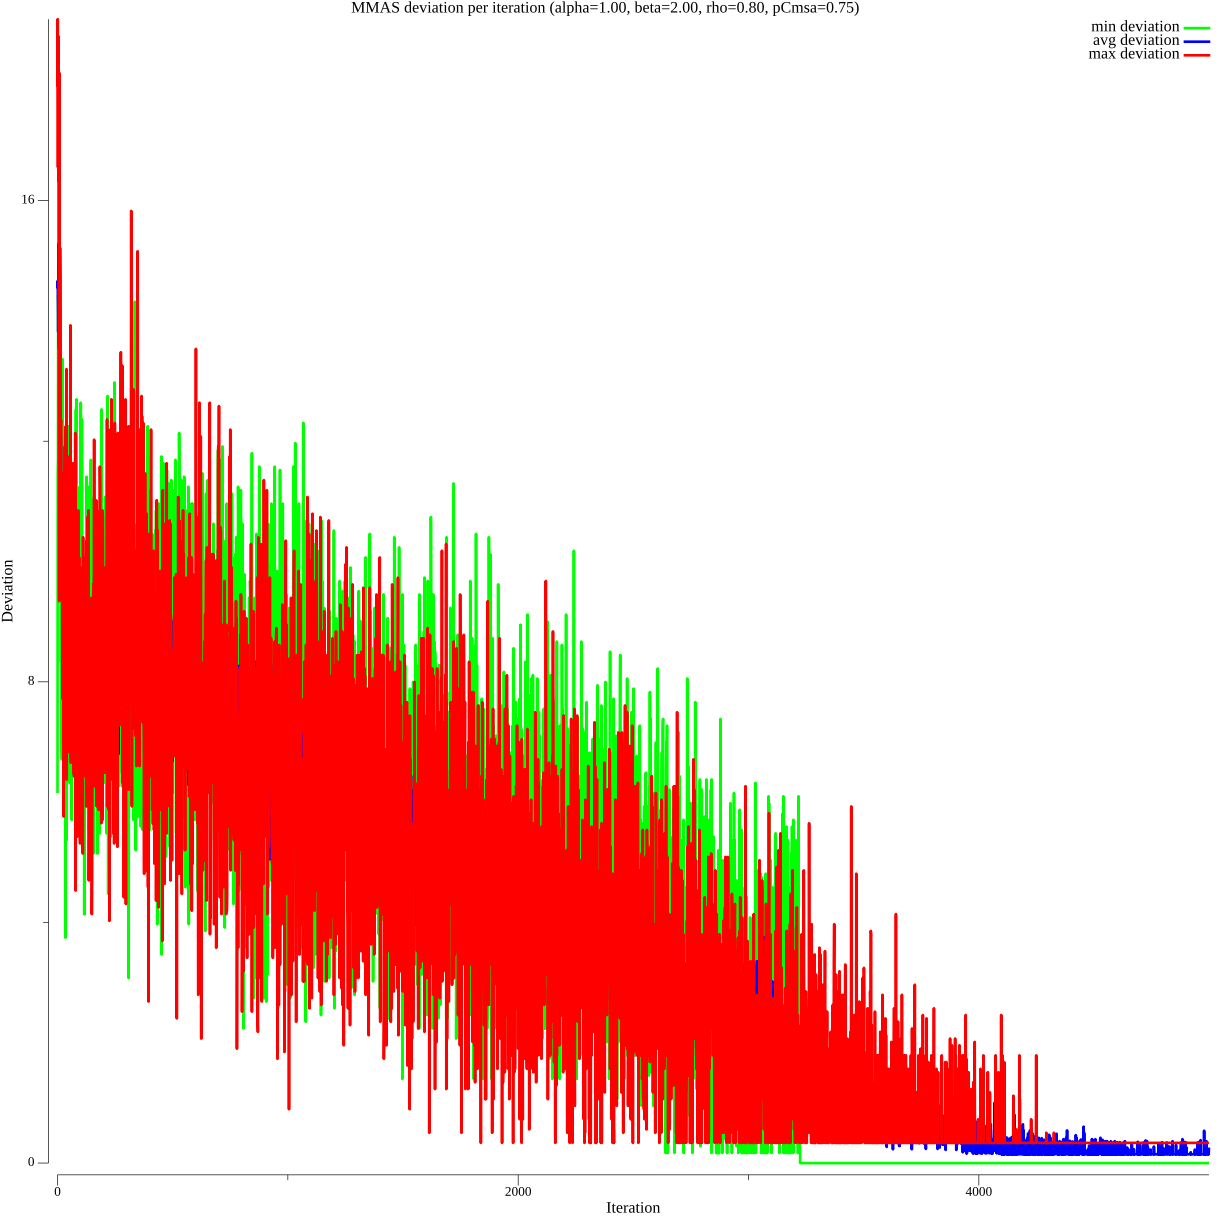 MMAS deviation per iteration (alpha=1.00, beta=2.00, rho=0.80, pCmsa=0.75)
min deviation
avg deviation
max deviation
16
8
0
Deviation
0
2000
4000
Iteration